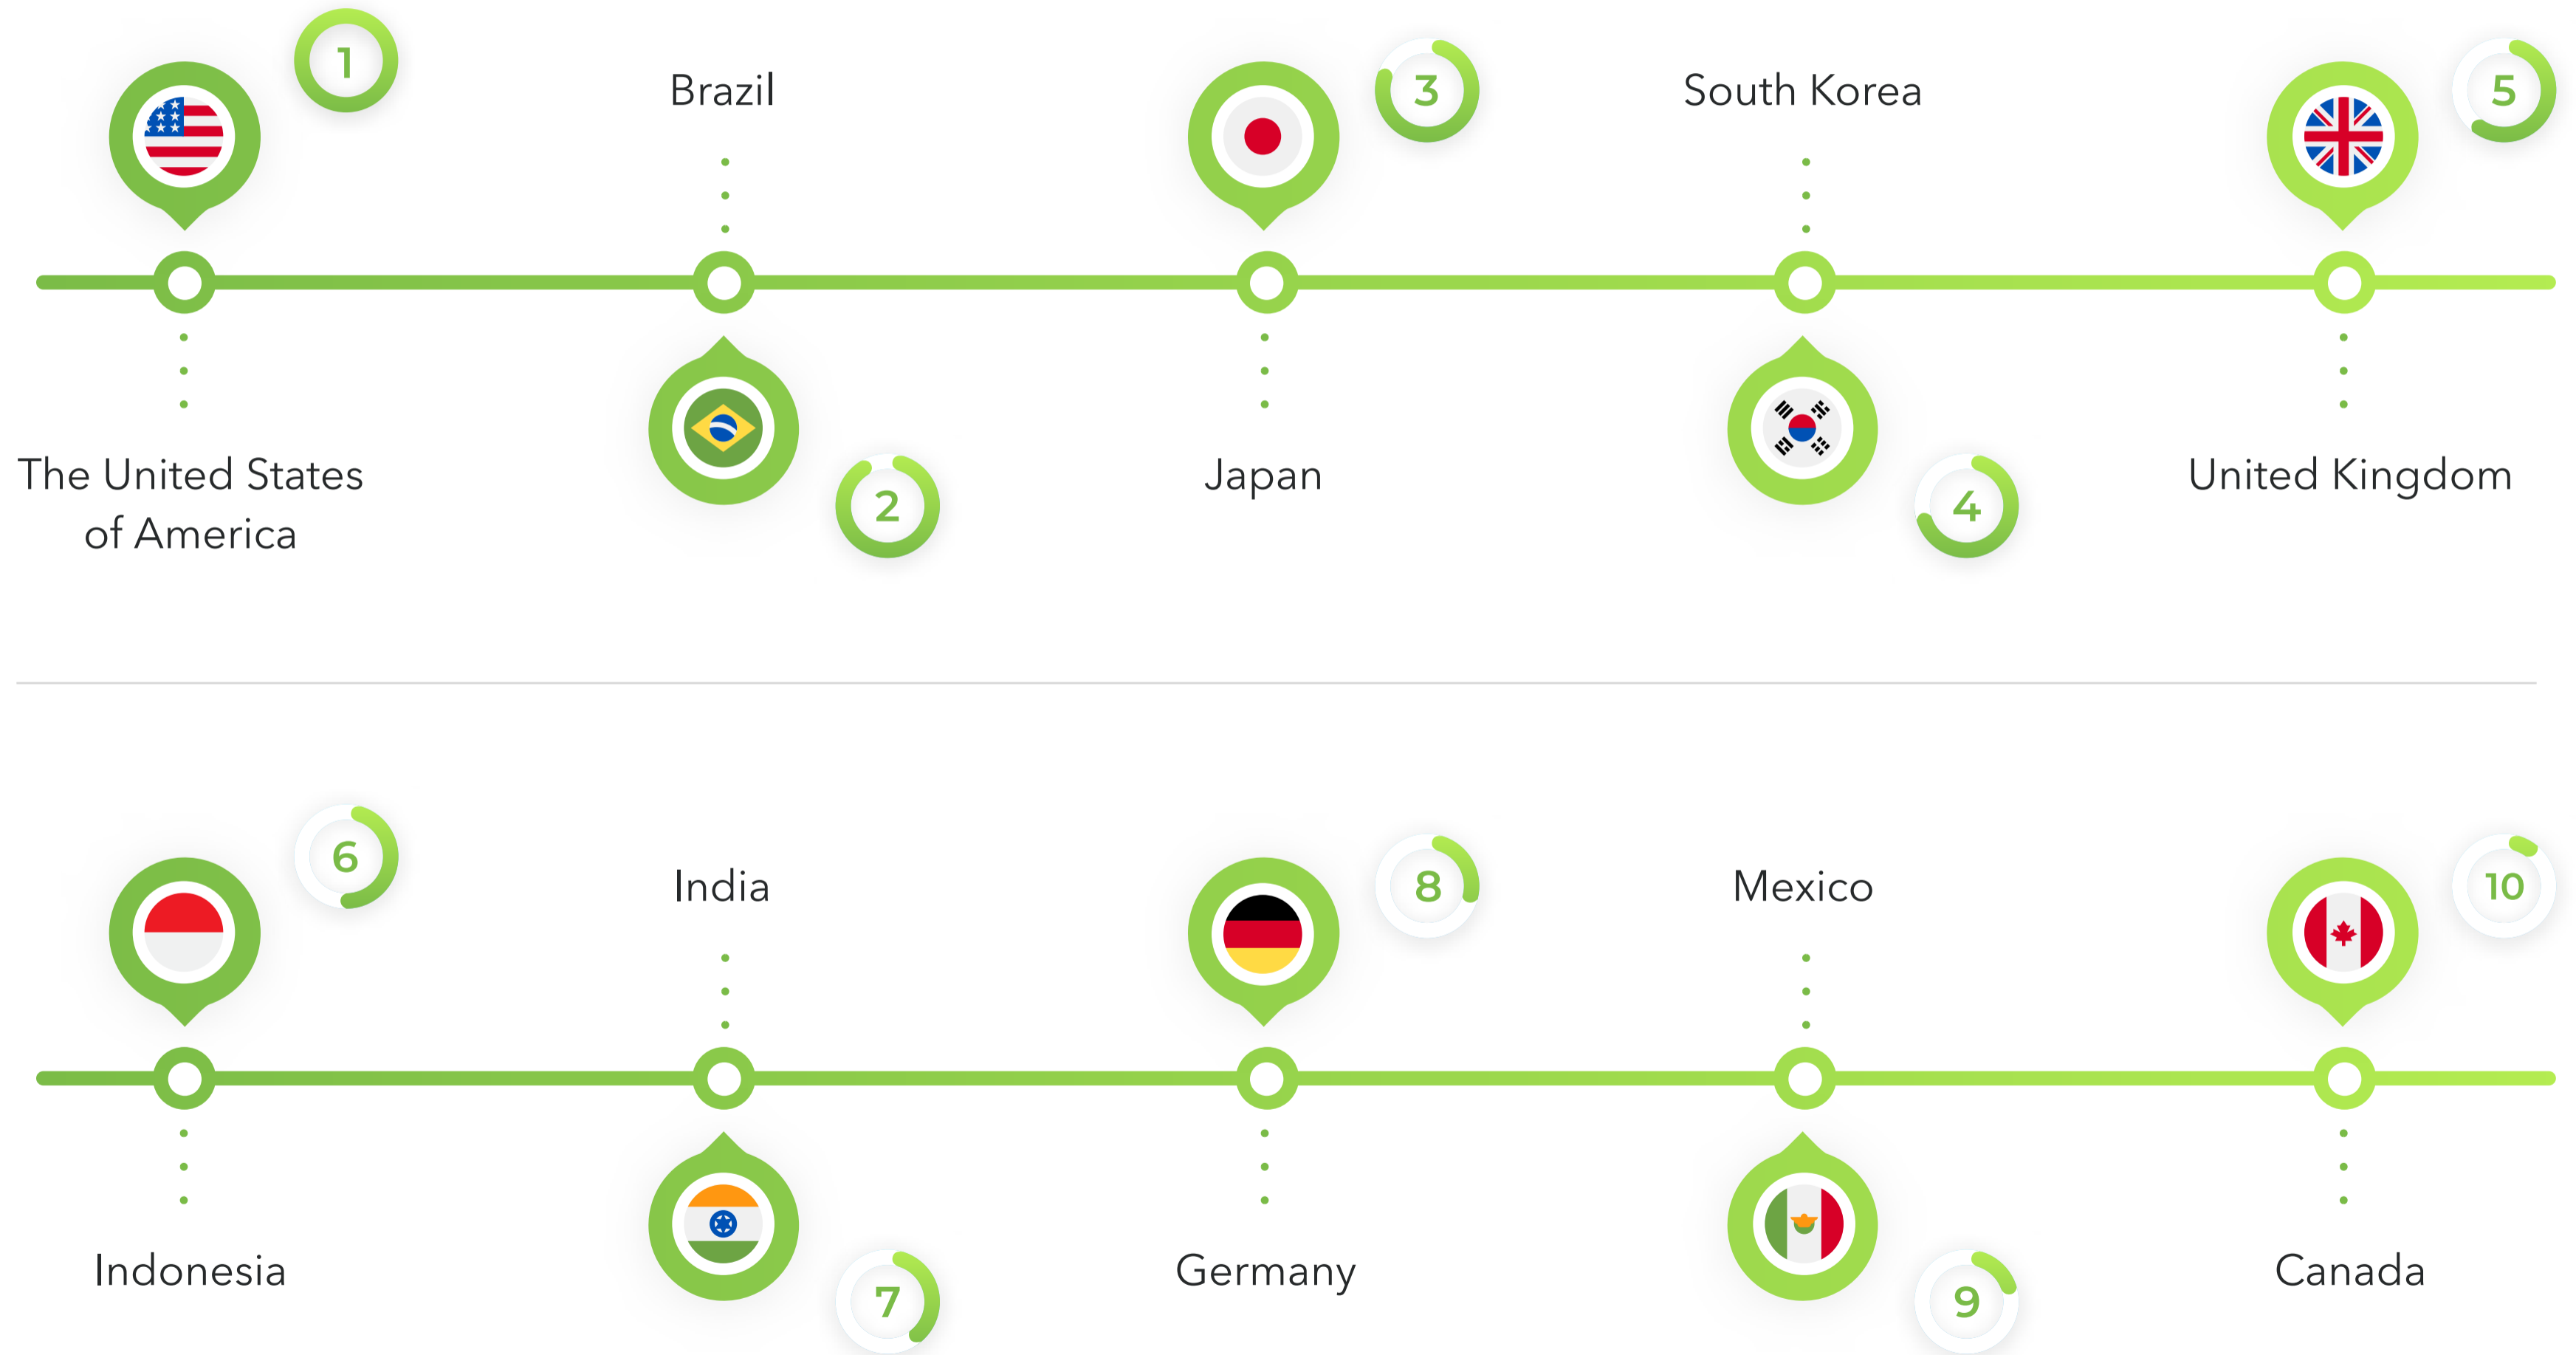 1
The United States
of America
Brazil
2
3
Japan
South Korea
4
5
United Kingdom
6
Indonesia
India
7
8
Germany
Mexico
9
10
Canada